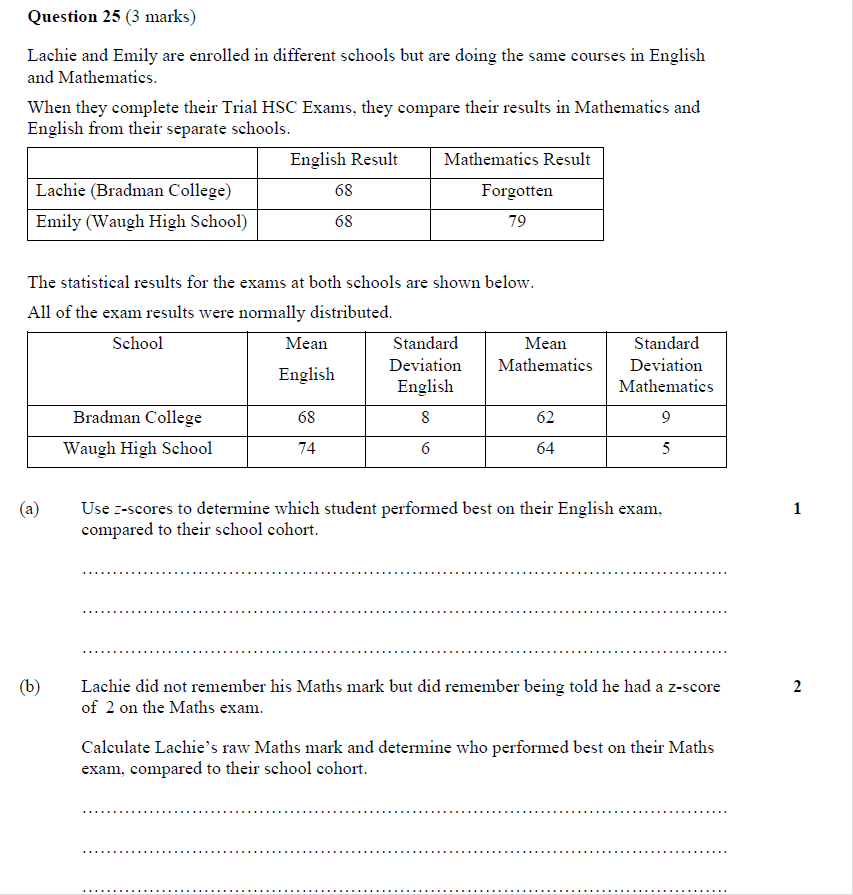 Question 25 (3 marks)
Lachie and Emily are enrolled in different schools but are doing the same courses in English
and Mathematics.
When they complete their Trial HSC Exams, they compare their results in Mathematics and
English from their separate schools.
English Result Mathematics Result
Lachie (Bradman College) 68 Forgotten
Emily (Waugh High School) 68 79
The statistical results for the exams at both schools are shown below.
All of the exam results were normally distributed.
School Mean Standard Mean Standard
English Deviation Mathematics Deviation
English Mathematics
Bradman College 68 8 62 9
Waugh High School 74 6 64 5
(a) Use z-scores to determine which student performed best on their English exam, 1
compared to their school cohort.
(b) Lachie did not remember his Maths mark but did remember being told he had a z-score 2
of 2 on the Maths exam.
Calculate Lachie's raw Maths mark and determine who performed best on their Maths
exam, compared to their school cohort.